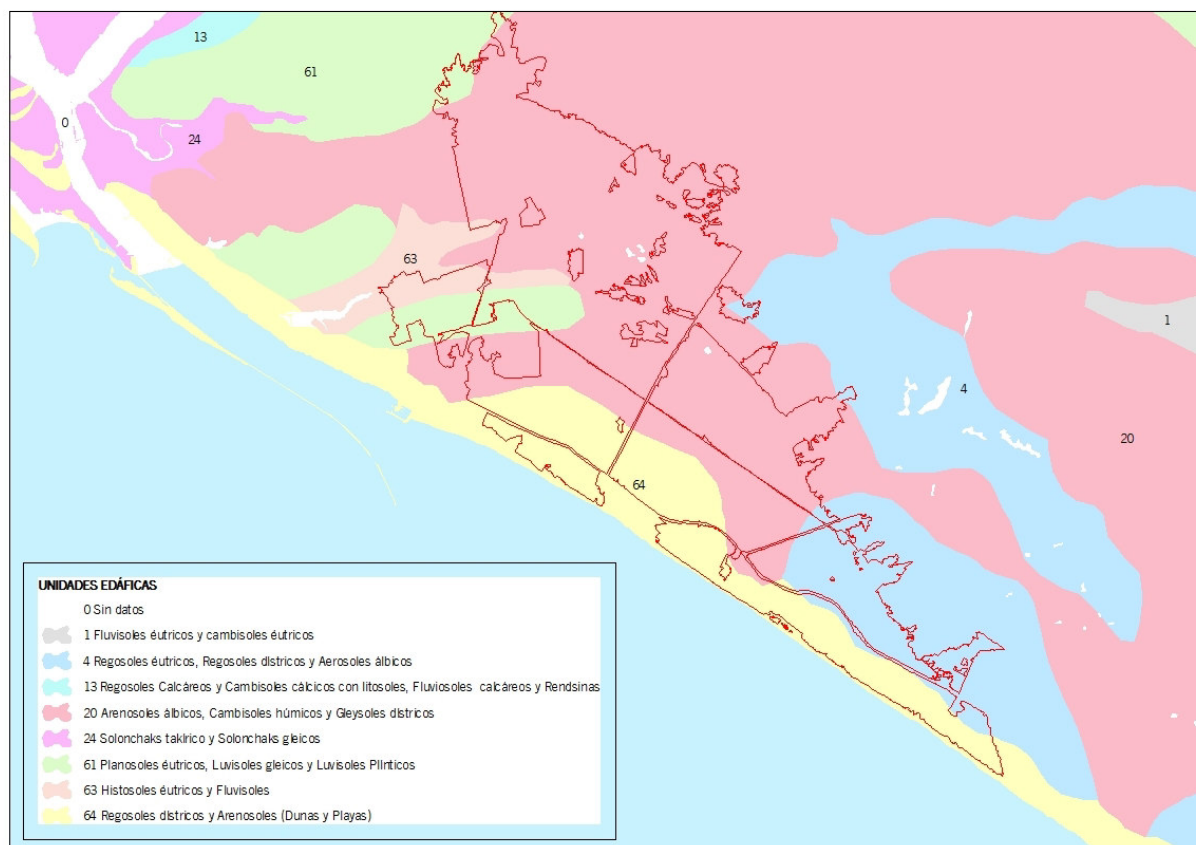 13
61
0
24
63
1
4
20
64
UNIDADES EDÁFICAS
0 Sin datos
1 Fluvisoles éutricos y cambisoles éutricos
4 Regosoles éutricos, Regosoles dístricos y Aerosoles álbicos
13 Regosoles Calcáreos y Cambisoles cálcicos con litosoles, Fluviosoles calcáreos y Rendsinas
20 Arenosoles álbicos, Cambisoles húmicos y Gleysoles dístricos
24 Solonchaks takírico y Solonchaks gleicos
61 Planosoles éutricos, Luvisoles gleicos y Luvisoles Plínticos
63 Histosoles éutricos y Fluvisoles
64 Regosoles dístricos y Arenosoles (Dunas y Playas)